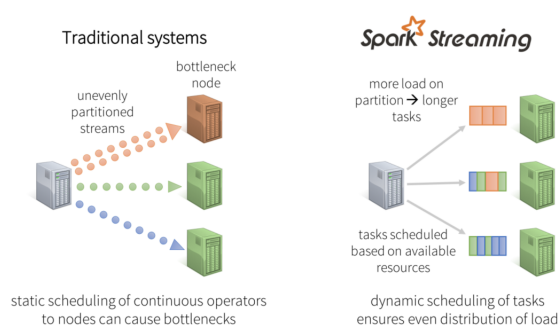 Traditional systems
bottleneck
node
unevenly
partitioned
streams
static scheduling of continuous operators
to nodes can cause bottlenecks
Spark Streaming
more load on
partition → longer
tasks
tasks scheduled
based on available
resources
dynamic scheduling of tasks
ensures even distribution of load